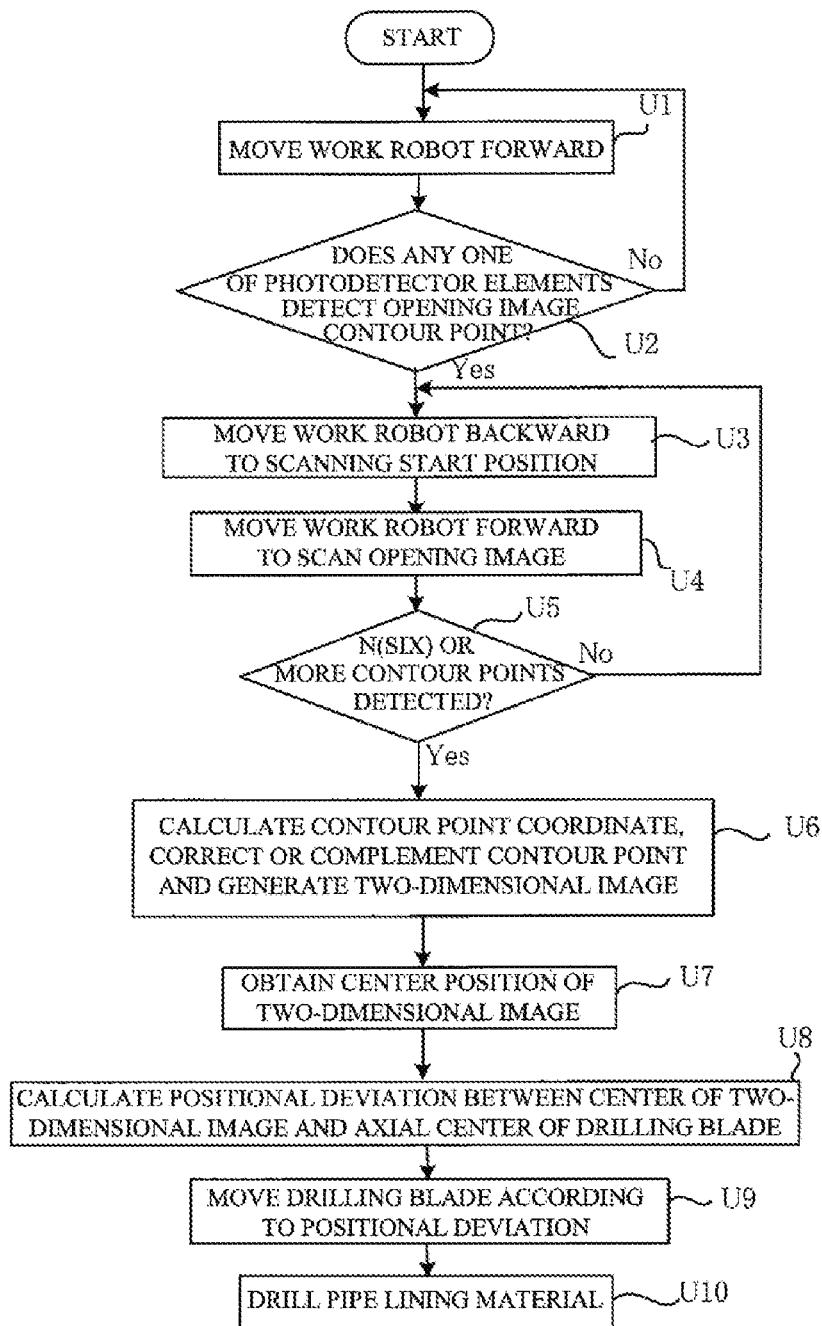 START
U1
MOVE WORK ROBOT FORWARD
DOES ANY ONE
OF PHOTODETECTOR ELEMENTS
DETECT OPENING IMAGE
CONTOUR POINT?
No
U2
Yes
MOVE WORK ROBOT BACKWARD
TO SCANNING START POSITION
U3
MOVE WORK ROBOT FORWARD
TO SCAN OPENING IMAGE
U4
U5
N(SIX) OR
MORE CONTOUR POINTS
DETECTED?
No
Yes
CALCULATE CONTOUR POINT COORDINATE,
CORRECT OR COMPLEMENT CONTOUR POINT
AND GENERATE TWO-DIMENSIONAL IMAGE
U6
OBTAIN CENTER POSITION OF
TWO-DIMENSIONAL IMAGE
U7
U8
CALCULATE POSITIONAL DEVIATION BETWEEN CENTER OF TWO-
DIMENSIONAL IMAGE AND AXIAL CENTER OF DRILLING BLADE
MOVE DRILLING BLADE ACCORDING
TO POSITIONAL DEVIATION
U9
DRILL PIPE LINING MATERIAL
U10